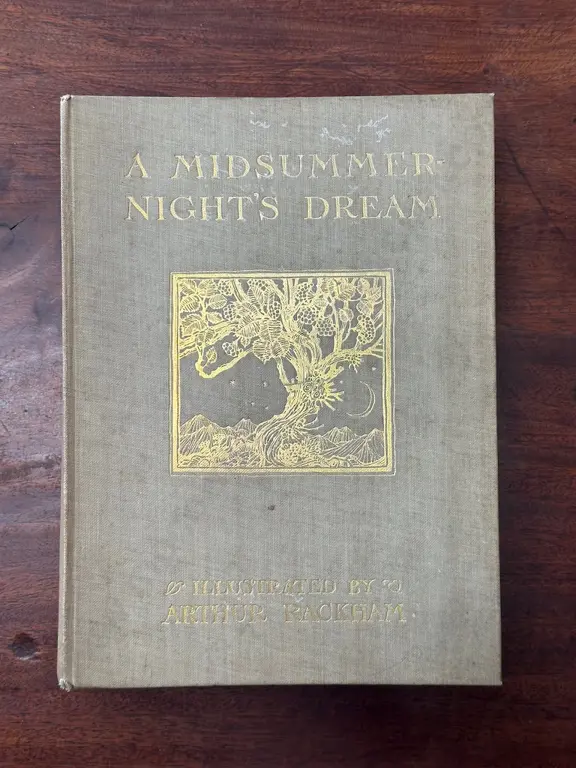 A MIDSUMMER-
NIGHT'S DREAM
ILLUSTRATED BY
ARTHUR RACKHAM.